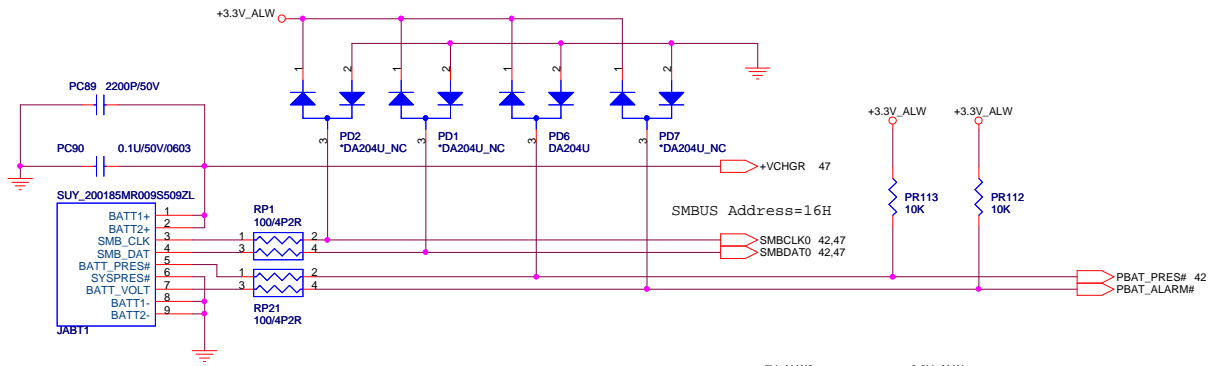 +3.3V_ALW
1 2 1 2 1 2 1 2
PC89 2200P/50V
+3.3V_ALW +3.3V_ALW
3 PD2 3 PD1 3 PD6 3 PD7
*DA204U_NC *DA204U_NC DA204U *DA204U_NC
PC90 0.1U/50V/0603
+VCHGR 47
SUY_200185MR009S509ZL
PR113 PR112
10K 10K
RP1
100/4P2R
SMBUS Address=16H
BATT1+ 1
BATT2+ 2
SMB_CLK 3 1 2 SMBCLK0 42,47
SMB_DAT 4 3 4 SMBDAT0 42,47
BATT_PRES# 5 1 2 PBAT_PRES# 42
SYSPRES# 6
BATT_VOLT 7 3 4 PBAT_ALARM#
BATT1- 8
BATT2- 9
RP21
100/4P2R
JABT1